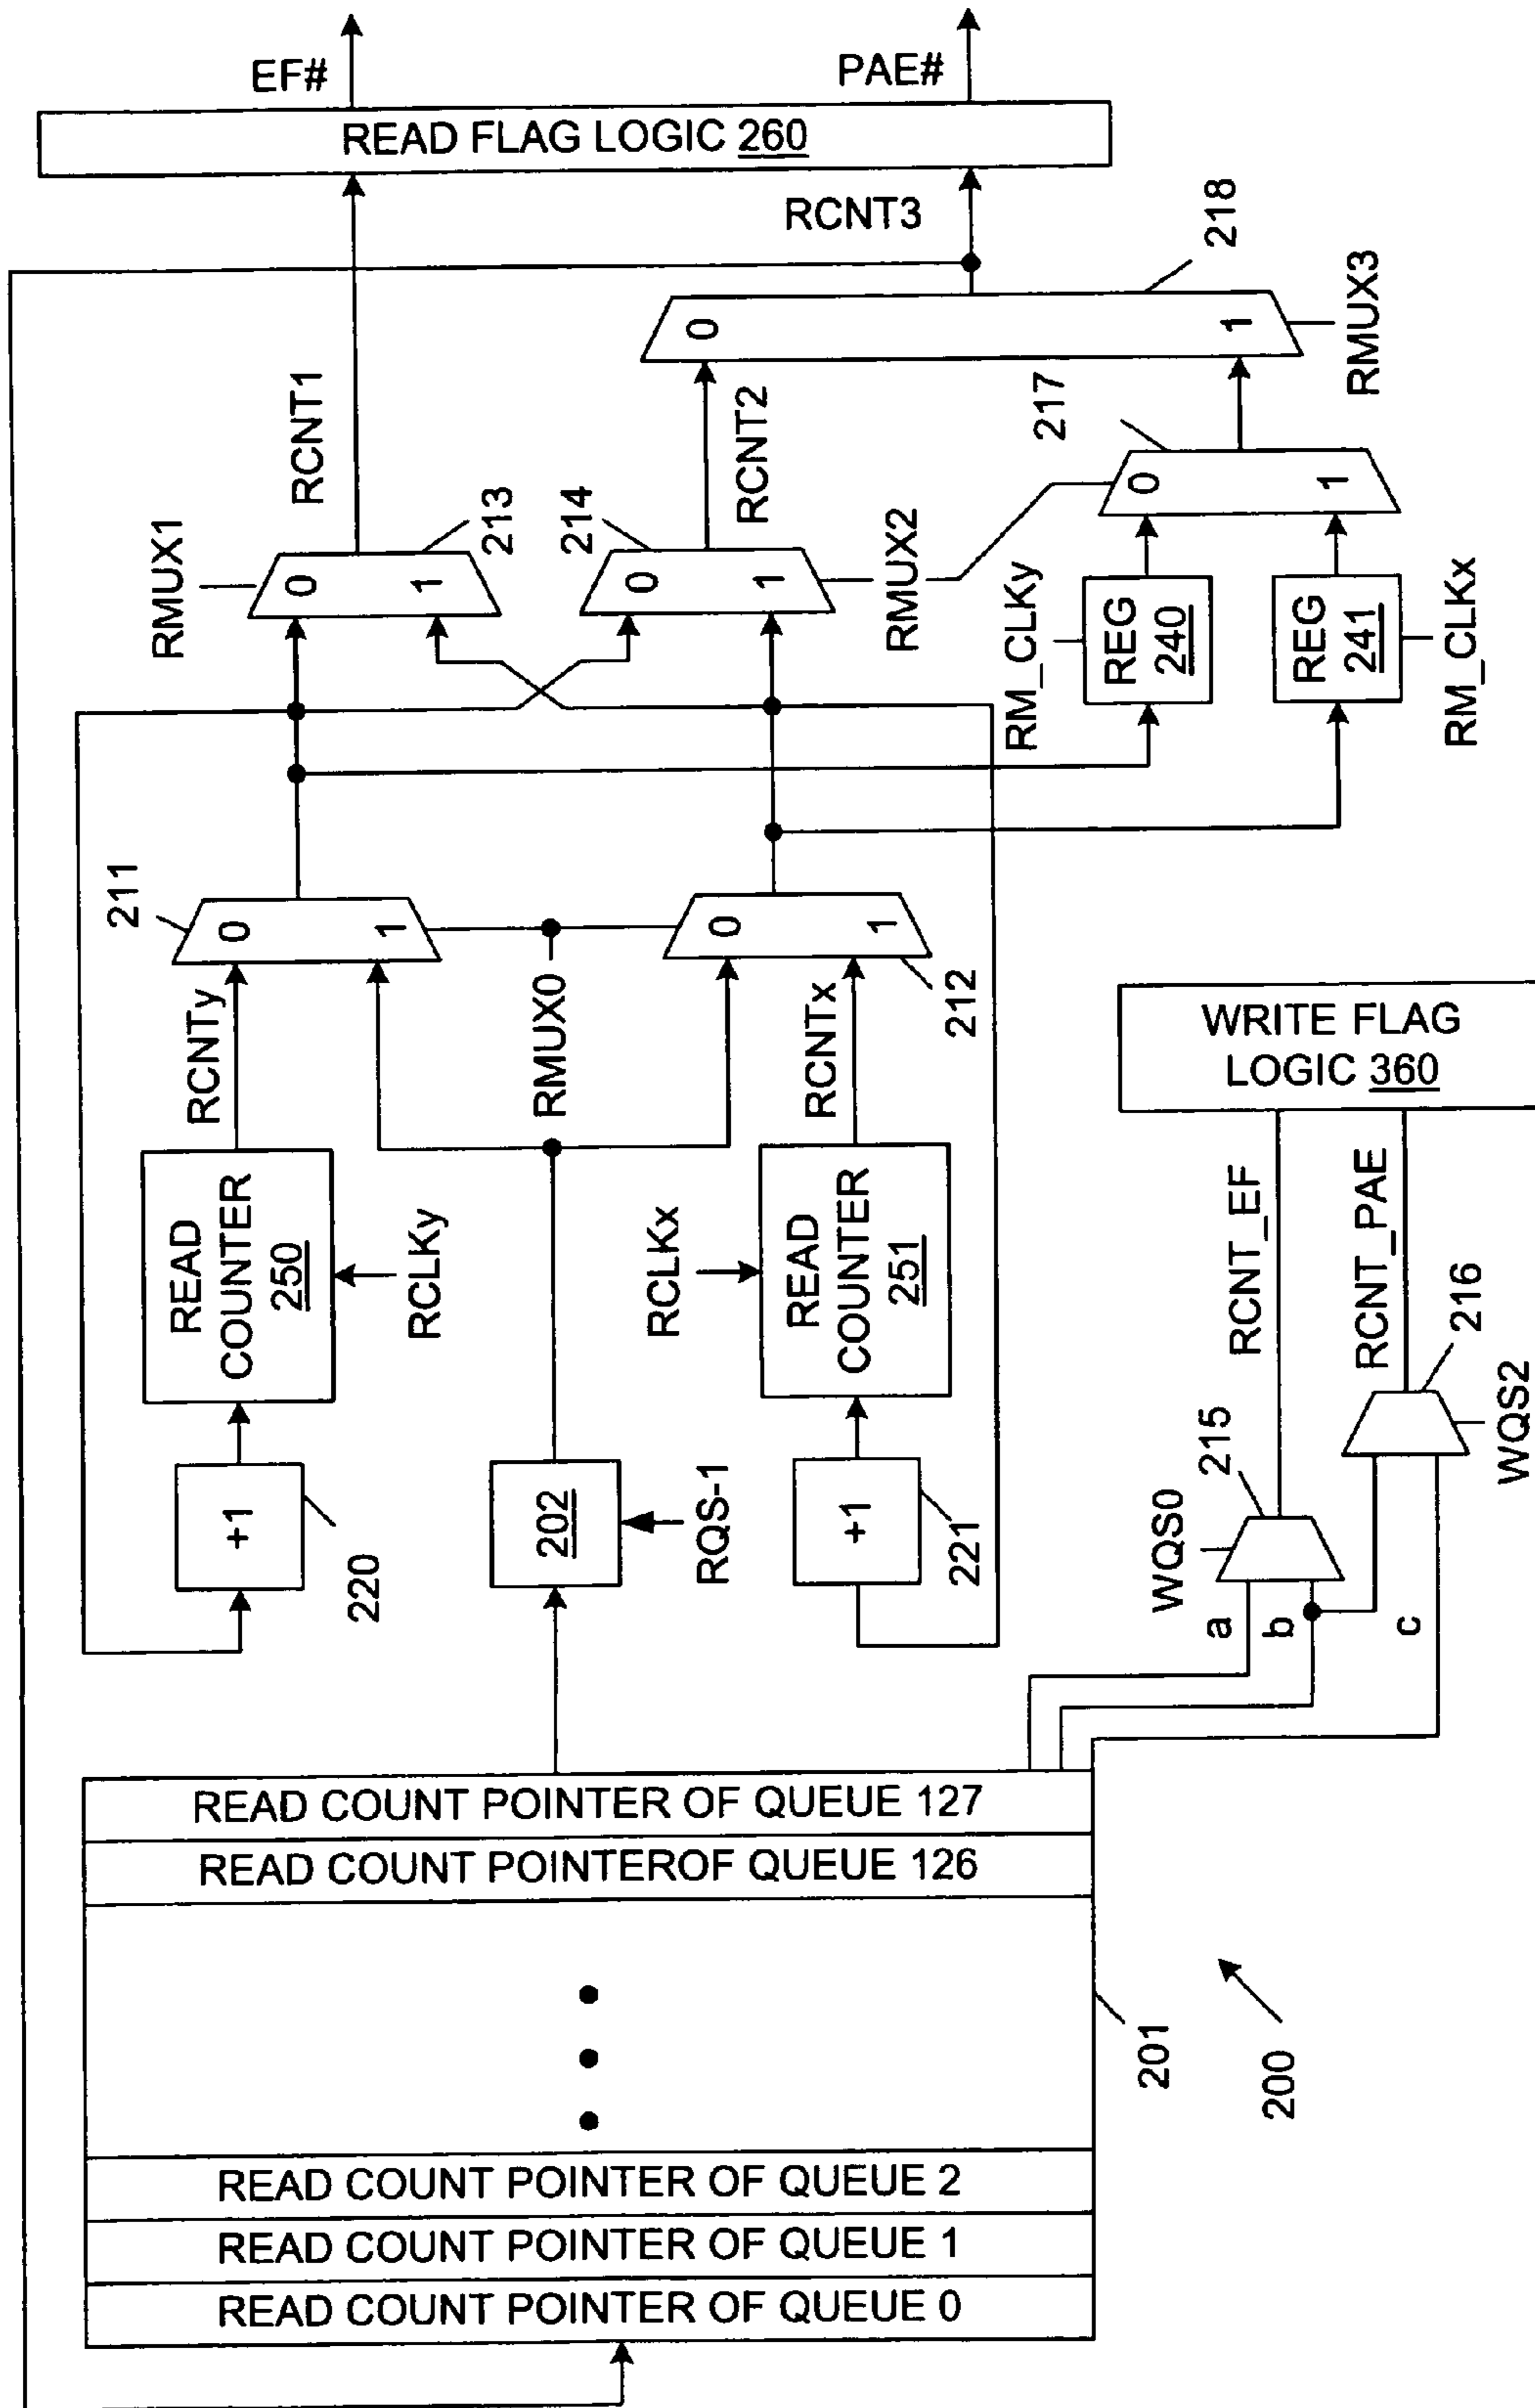 EF#
PAE#
READ FLAG LOGIC 260
RCNT1
RCNT3
218
0
1
RMUX3
RCNT2
217
0
1
RMUX1
213
0
1
214
0
1
RMUX2
RM_CLKy
REG
240
REG
241
RM_CLKx
211
0
1
RMUX0
0
1
212
RCNTy
RCNTx
READ
COUNTER
250
RCLKy
RCLKx
READ
COUNTER
251
+1
220
202
RQS-1
+1
221
WRITE FLAG
LOGIC 360
RCNT_EF
RCNT_PAE
215
216
WQS0
WQS2
a
b
c
READ COUNT POINTER OF QUEUE 127
READ COUNT POINTEROF QUEUE 126
READ COUNT POINTER OF QUEUE 2
READ COUNT POINTER OF QUEUE 1
READ COUNT POINTER OF QUEUE 0
201
200